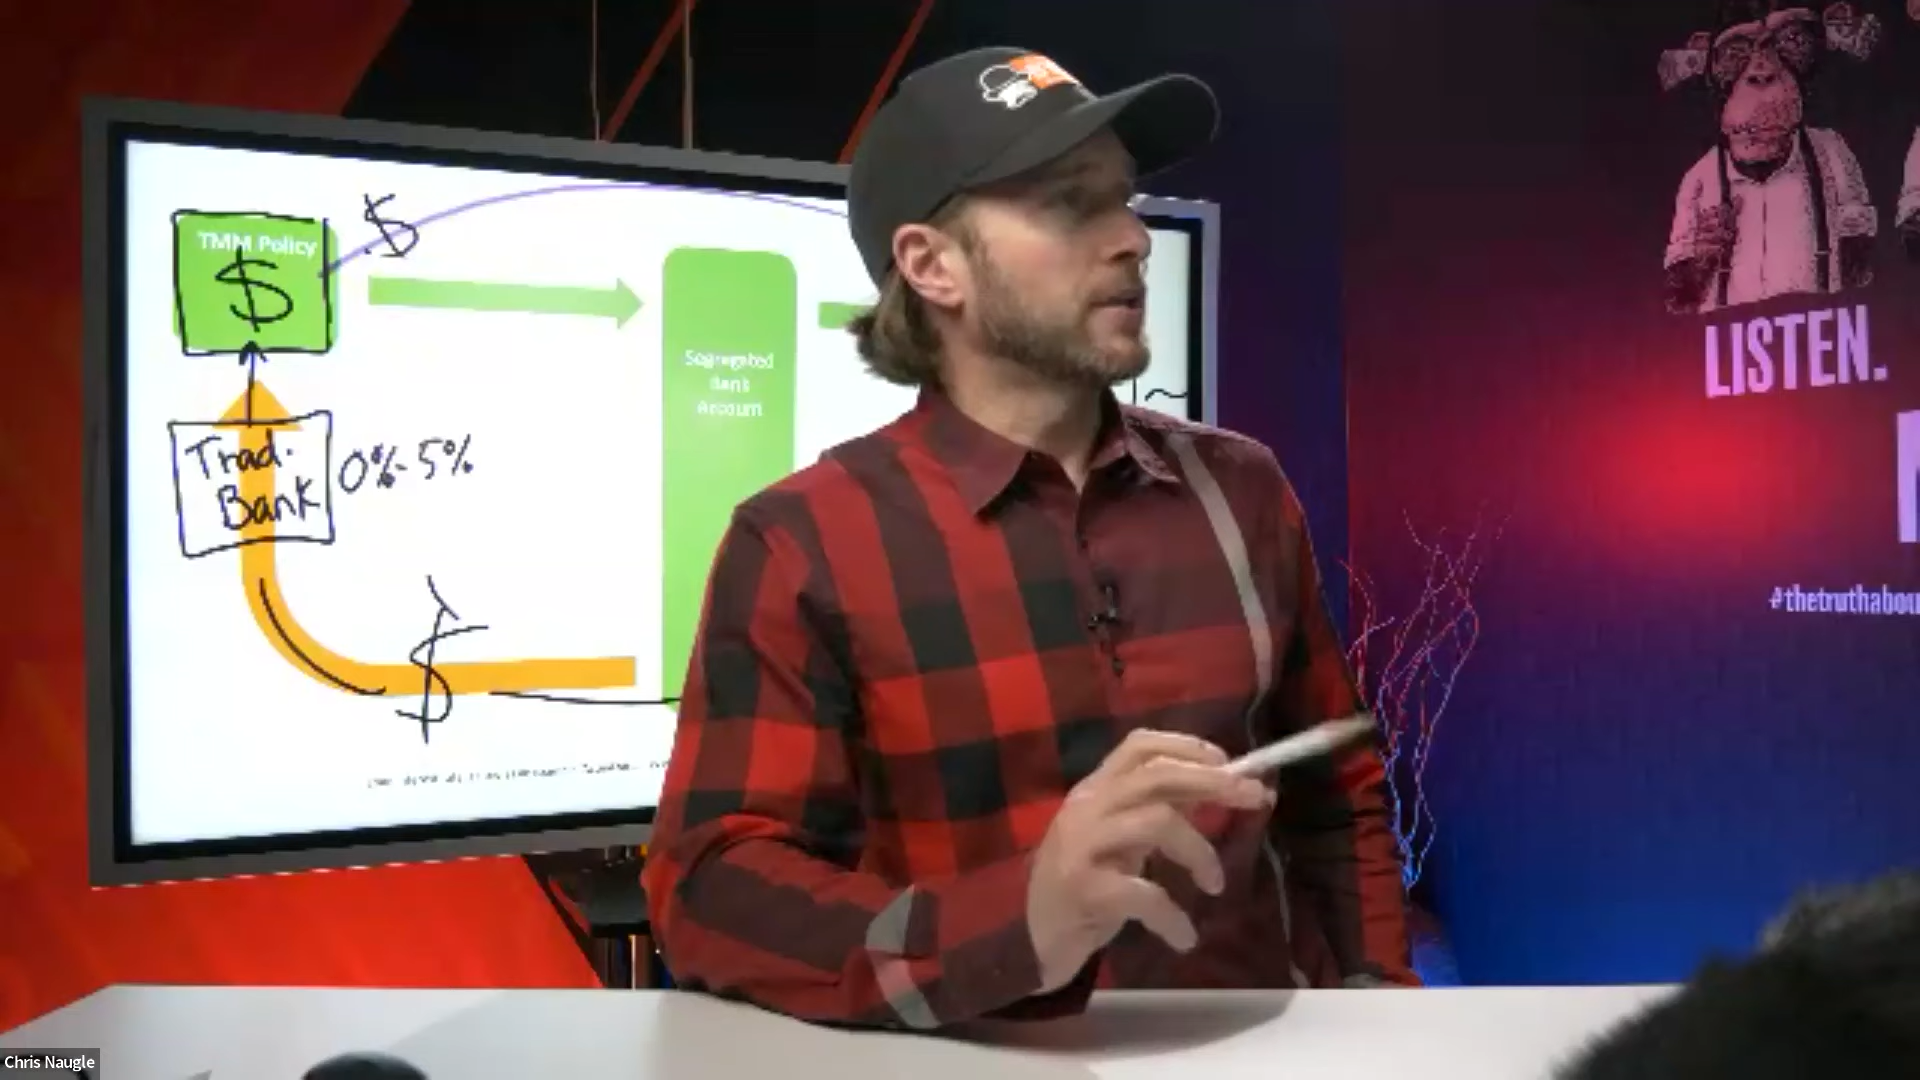 TMM Policy
$
$
Segregated
Bank
Account
Trad.
Bank
0%-5%
$
LISTEN.
#thetruthabou
Chris Naugle